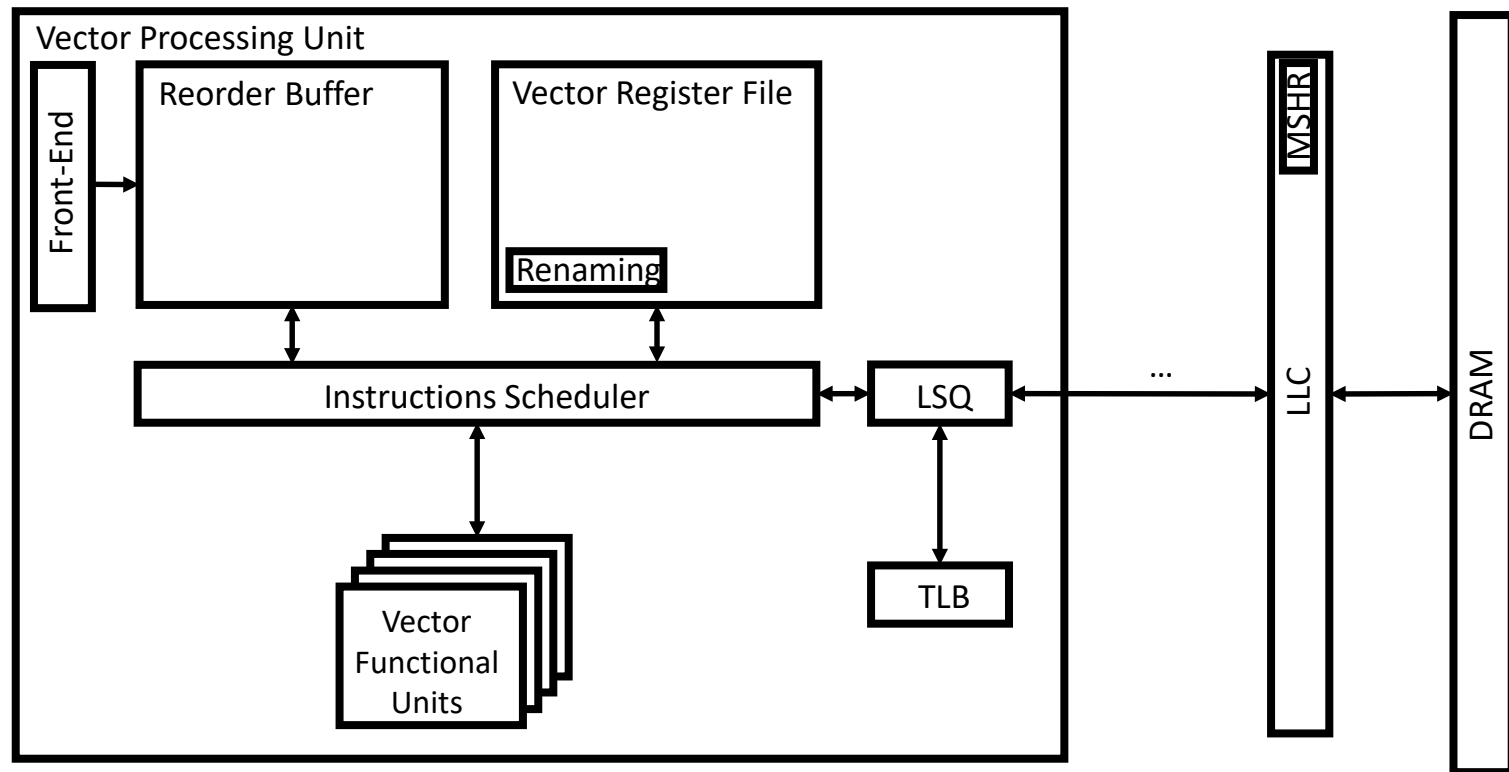 Vector Processing Unit
Front-End
Reorder Buffer
Vector Register File
Renaming
MSHR
Instructions Scheduler
LSQ
...
LLC
DRAM
TLB
Vector
Functional
Units